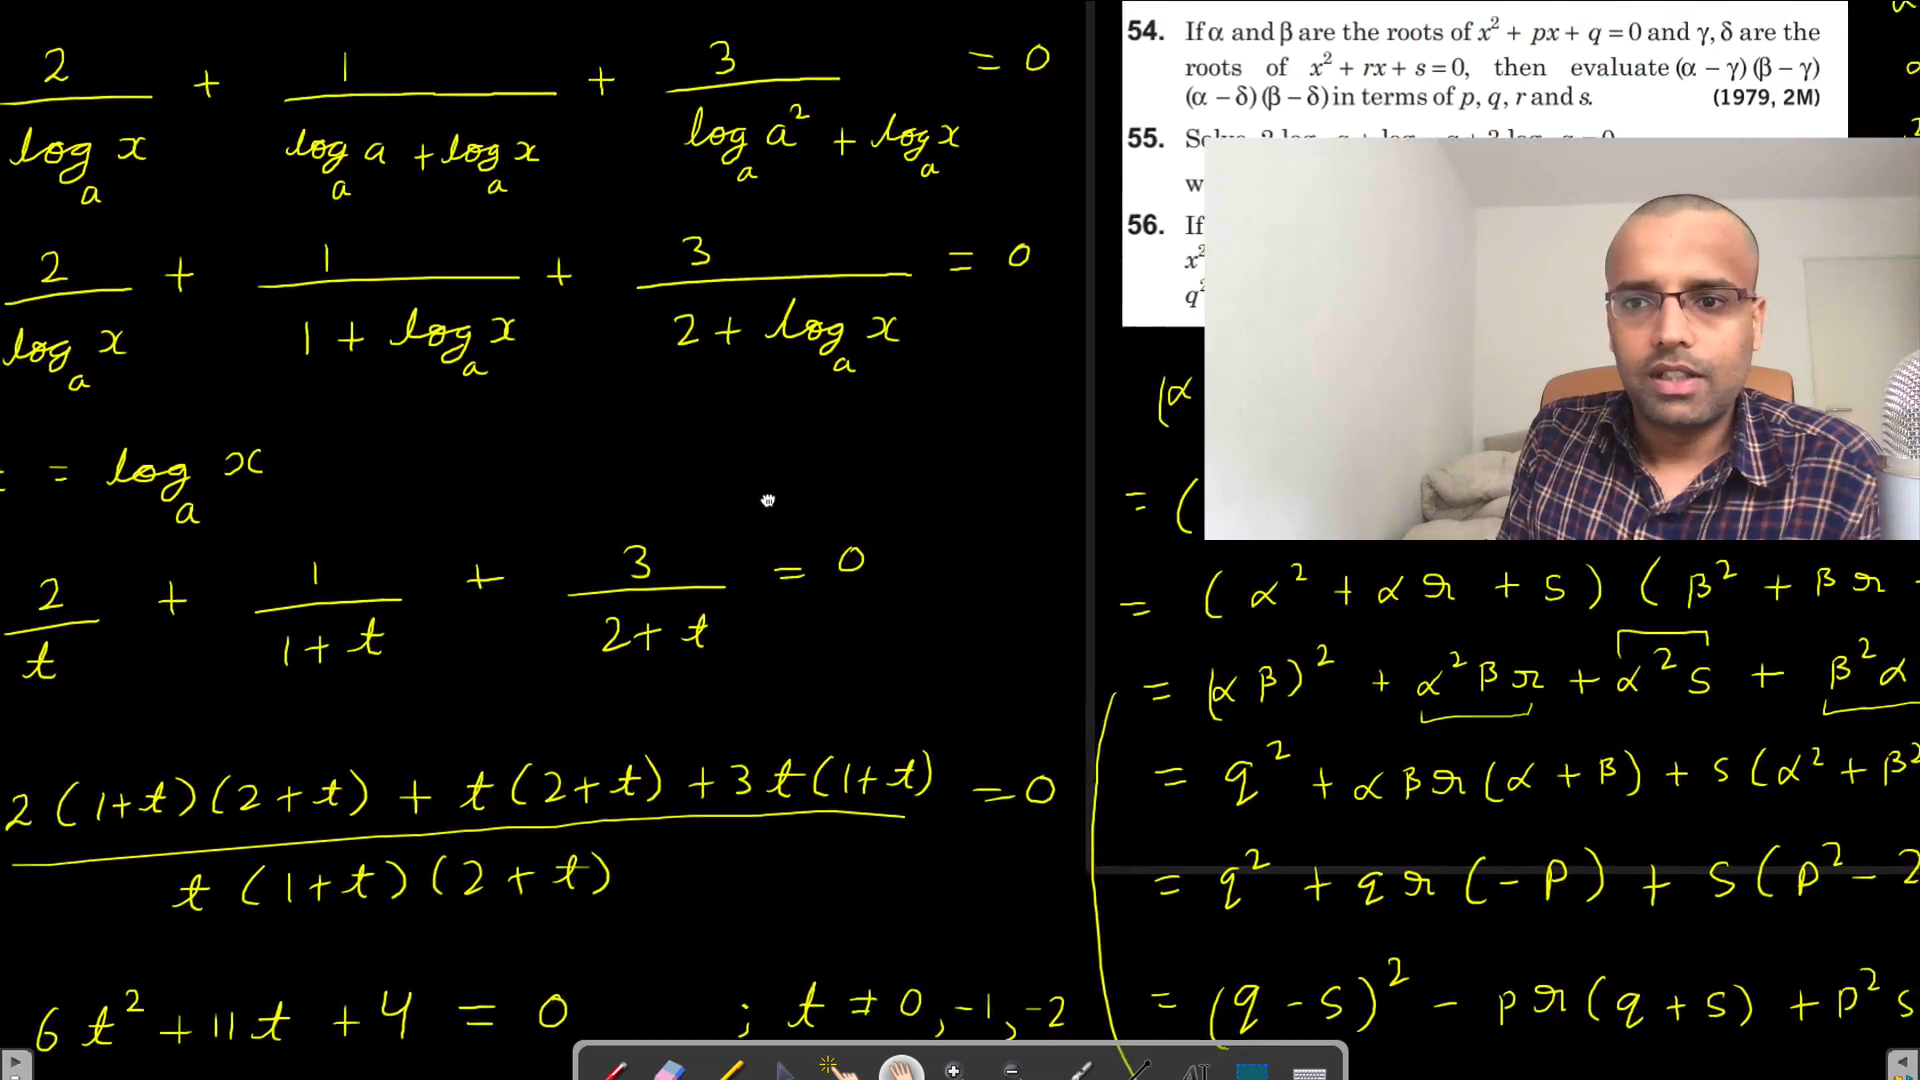 2/log_a x + 1/(log_a a + log_a x) + 3/(log_a a² + log_a x) = 0
2/log_a x + 1/(1 + log_a x) + 3/(2 + log_a x) = 0
= log_a x
2/t + 1/(1+t) + 3/(2+t) = 0
2(1+t)(2+t) + t(2+t) + 3t(1+t) = 0
t(1+t)(2+t)
6t² + 11t + 4 = 0 ; t ≠ 0, -1, -2
54. If α and β are the roots of x² + px + q = 0 and γ, δ are the
roots of x² + rx + s = 0, then evaluate (α − γ)(β − γ)
(α − δ)(β − δ) in terms of p, q, r and s. (1979, 2M)
55.
w
56. If
x²
q²
(α
= (
= (α² + αr + s)(β² + βr
= (αβ)² + α²βr + α²s + β²α
= q² + αβr(α + β) + s(α² + β²
= q² + qr(-p) + s(p² - 2
= (q - s)² - pr(q + s) + p²s